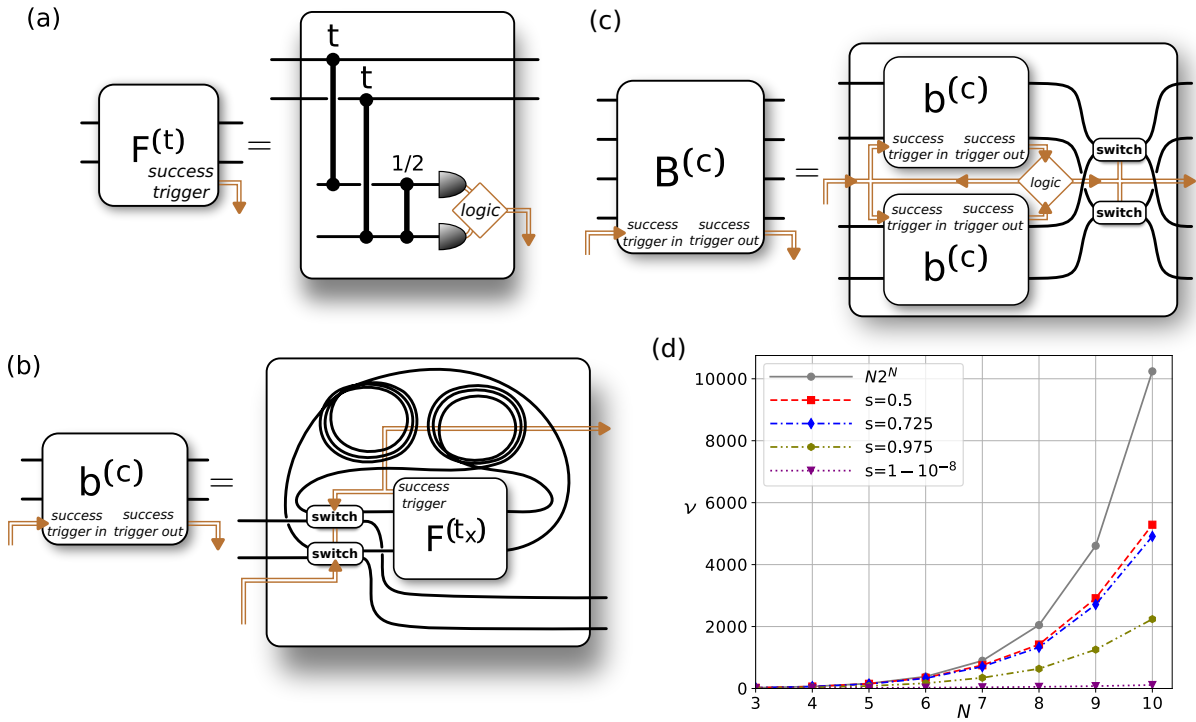 (a)
F(t)
success
trigger
=
t
t
1/2
logic
(c)
B(c)
success
trigger in
success
trigger out
=
b(c)
success
trigger in
success
trigger out
logic
switch
switch
success
trigger in
success
trigger out
b(c)
(b)
b(c)
success
trigger in
success
trigger out
=
switch
switch
success
trigger
F(tx)
(d)
10000
8000
6000
4000
2000
0
ν
N2^N
s=0.5
s=0.725
s=0.975
s=1−10^−8
3 4 5 6 7 8 9 10
N